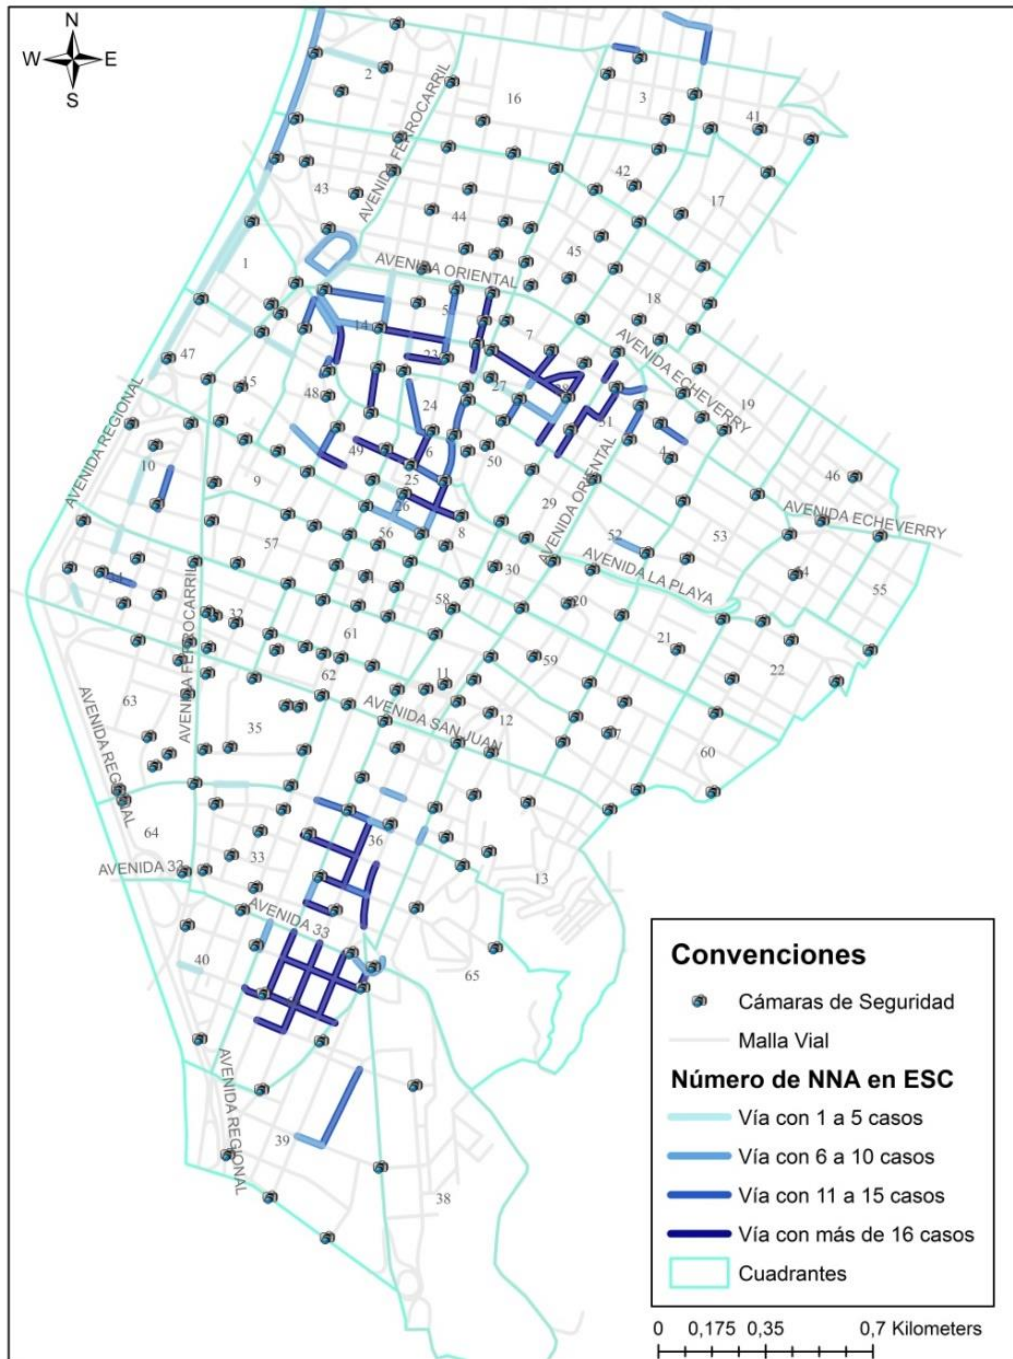 N
W E
S
2
16
3
41
AVENIDA FERROCARRIL
42
43
17
44
45
AVENIDA ORIENTAL
1
18
5
14
7
AVENIDA ECHEVERRY
23
47
15
48
27
19
24
51
AVENIDA REGIONAL
49
6
50
4
10
9
25
46
26
29
AVENIDA ORIENTAL
AVENIDA ECHEVERRY
57
56
8
52
53
AVENIDA LA PLAYA
30
54
55
58
20
32
61
21
AVENIDA FERROCARRIL
59
22
62
11
63
12
AVENIDA SAN JUAN
35
60
AVENIDA REGIONAL
64
36
33
AVENIDA 33
13
AVENIDA 33
40
65
AVENIDA REGIONAL
39
38
Convenciones
Cámaras de Seguridad
Malla Vial
Número de NNA en ESC
Vía con 1 a 5 casos
Vía con 6 a 10 casos
Vía con 11 a 15 casos
Vía con más de 16 casos
Cuadrantes
0 0,175 0,35 0,7 Kilometers